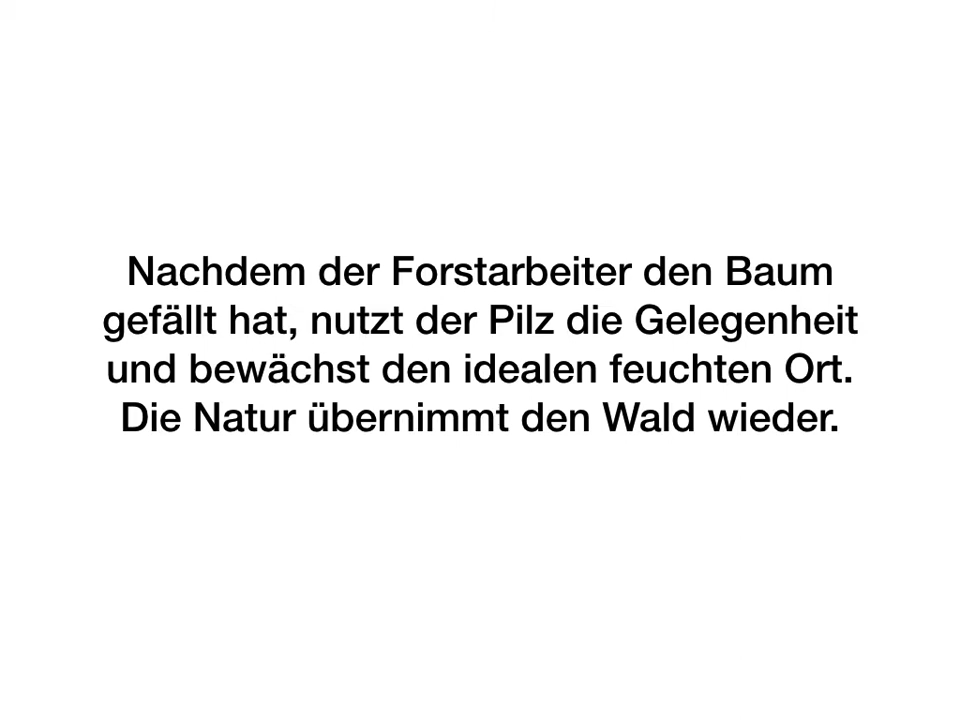 Nachdem der Forstarbeiter den Baum
gefällt hat, nutzt der Pilz die Gelegenheit
und bewächst den idealen feuchten Ort.
Die Natur übernimmt den Wald wieder.